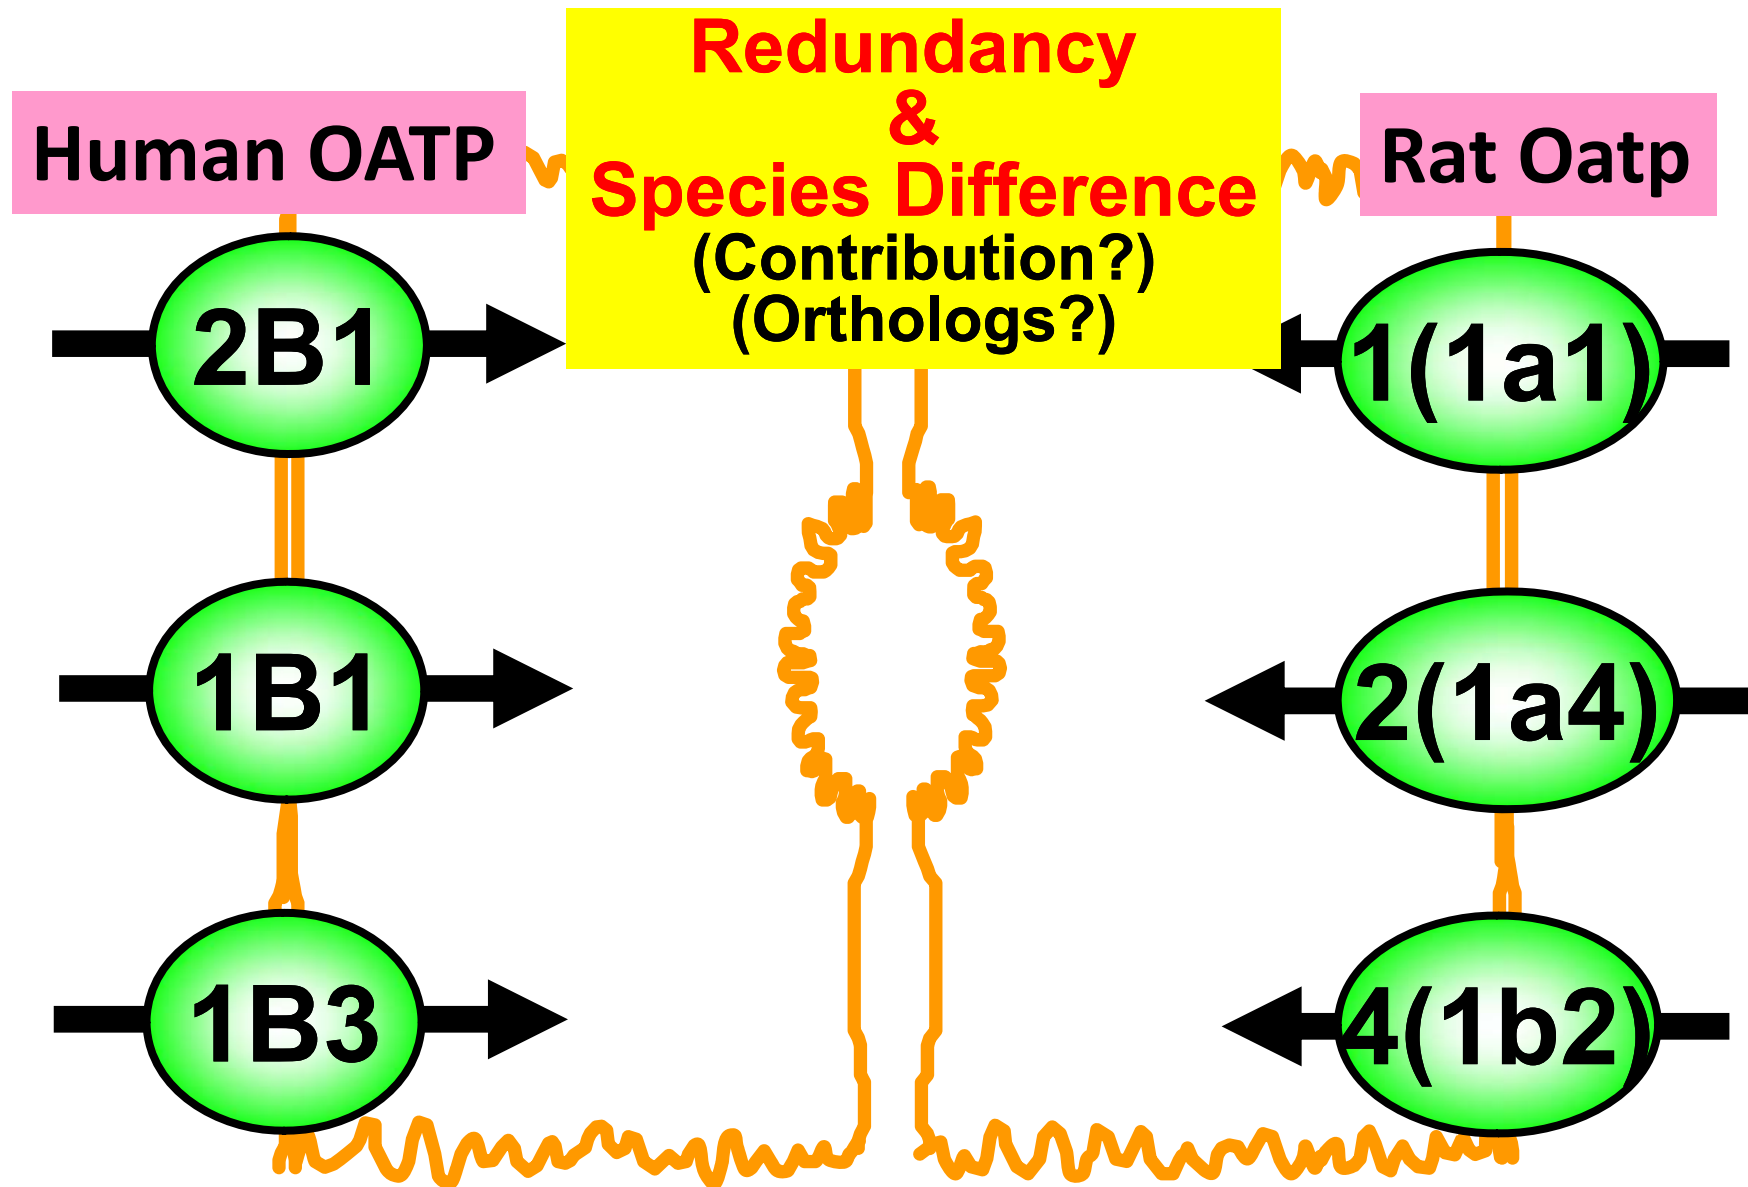 Redundancy
&
Species Difference
(Contribution?)
(Orthologs?)
Human OATP
2B1
1B1
1B3
Rat Oatp
1(1a1)
2(1a4)
4(1b2)